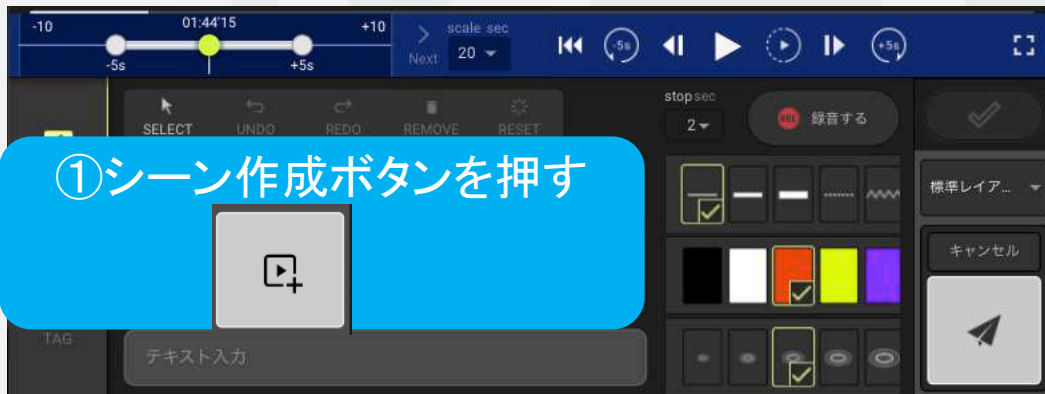 -10
01:44'15
+10
-5s
+5s
Next
scale sec
20
-5s
+5s
SELECT
UNDO
REDO
REMOVE
RESET
stop sec
2
REC 録音する
①シーン作成ボタンを押す
標準レイア...
キャンセル
TAG
テキスト入力